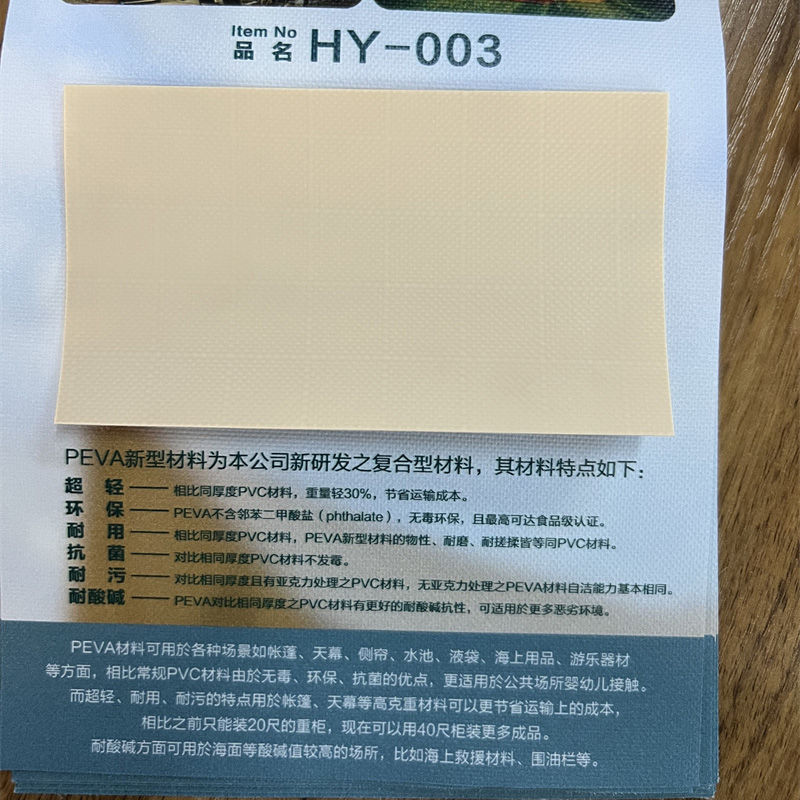 Item No
品 名 HY-003
PEVA新型材料为本公司新研发之复合型材料，其材料特点如下：
超 轻——相比同厚度PVC材料，重量轻30%，节省运输成本。
环 保——PEVA不含邻苯二甲酸盐（phthalate），无毒环保，且最高可达食品级认证。
耐 用——相比同厚度PVC材料，PEVA新型材料的物性、耐磨、耐搓揉皆等同PVC材料。
抗 菌——对比相同厚度PVC材料不发霉。
耐 污——对比相同厚度且有亚克力处理之PVC材料，无亚克力处理之PEVA材料自洁能力基本相同。
耐酸碱——PEVA对比相同厚度之PVC材料有更好的耐酸碱抗性，可适用於更多恶劣环境。
PEVA材料可用於各种场景如帐蓬、天幕、侧帘、水池、液袋、海上用品、游乐器材
等方面，相比常规PVC材料由於无毒、环保、抗菌的优点，更适用於公共场所婴幼儿接触。
而超轻、耐用、耐污的特点用於帐蓬、天幕等高克重材料可以更节省运输上的成本，
相比之前只能装20尺的重柜，现在可以用40尺柜装更多成品。
耐酸碱方面可用於海面等酸碱值较高的场所，比如海上救援材料、围油栏等。